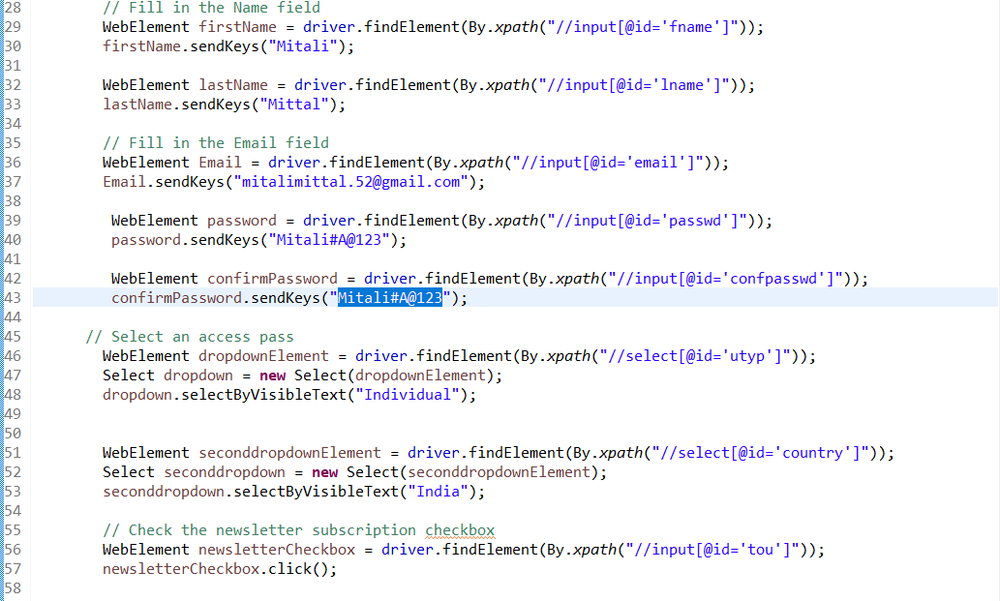 28 // Fill in the Name field
29 WebElement firstName = driver.findElement(By.xpath("//input[@id='fname']"));
30 firstName.sendKeys("Mitali");
31
32 WebElement lastName = driver.findElement(By.xpath("//input[@id='lname']"));
33 lastName.sendKeys("Mittal");
34
35 // Fill in the Email field
36 WebElement Email = driver.findElement(By.xpath("//input[@id='email']"));
37 Email.sendKeys("mitalimittal.52@gmail.com");
38
39 WebElement password = driver.findElement(By.xpath("//input[@id='passwd']"));
40 password.sendKeys("Mitali#A@123");
41
42 WebElement confirmPassword = driver.findElement(By.xpath("//input[@id='confpasswd']"));
43 confirmPassword.sendKeys("Mitali#A@123");
44
45 // Select an access pass
46 WebElement dropdownElement = driver.findElement(By.xpath("//select[@id='utyp']"));
47 Select dropdown = new Select(dropdownElement);
48 dropdown.selectByVisibleText("Individual");
49
50
51 WebElement seconddropdownElement = driver.findElement(By.xpath("//select[@id='country']"));
52 Select seconddropdown = new Select(seconddropdownElement);
53 seconddropdown.selectByVisibleText("India");
54
55 // Check the newsletter subscription checkbox
56 WebElement newsletterCheckbox = driver.findElement(By.xpath("//input[@id='tou']"));
57 newsletterCheckbox.click();
58